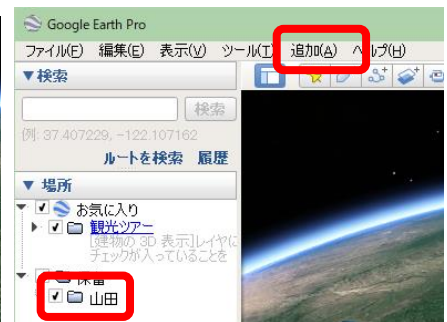 Google Earth Pro
ファイル(F) 編集(E) 表示(V) ツール(T) 追加(A) ヘルプ(H)
▼検索
検索
例: 37.407229, -122.107162
ルートを検索 履歴
▼ 場所
お気に入り
観光ツアー
[建物の 3D 表示]レイヤに
チェックが入っていることを
保留
山田